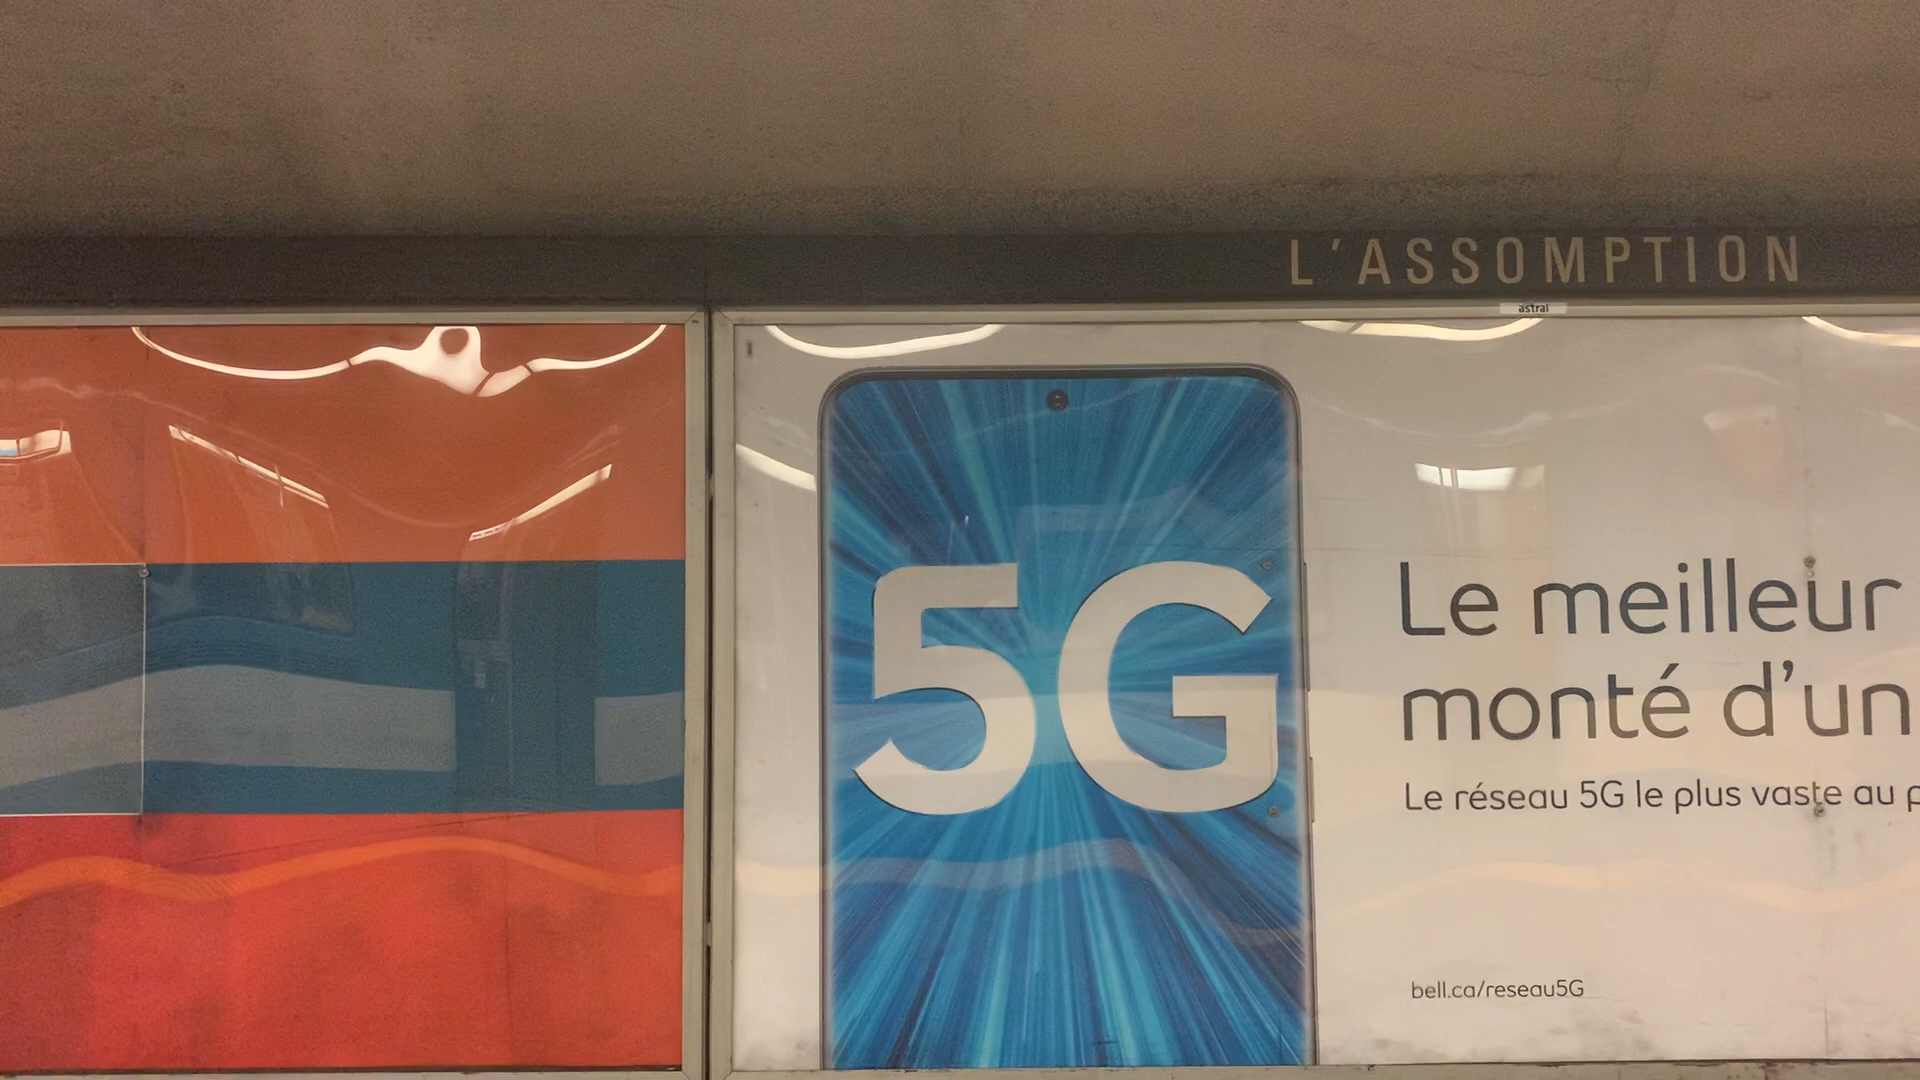 L'ASSOMPTION
astral
5G
Le meilleur
monté d'un
Le réseau 5G le plus vaste au
bell.ca/reseau5G